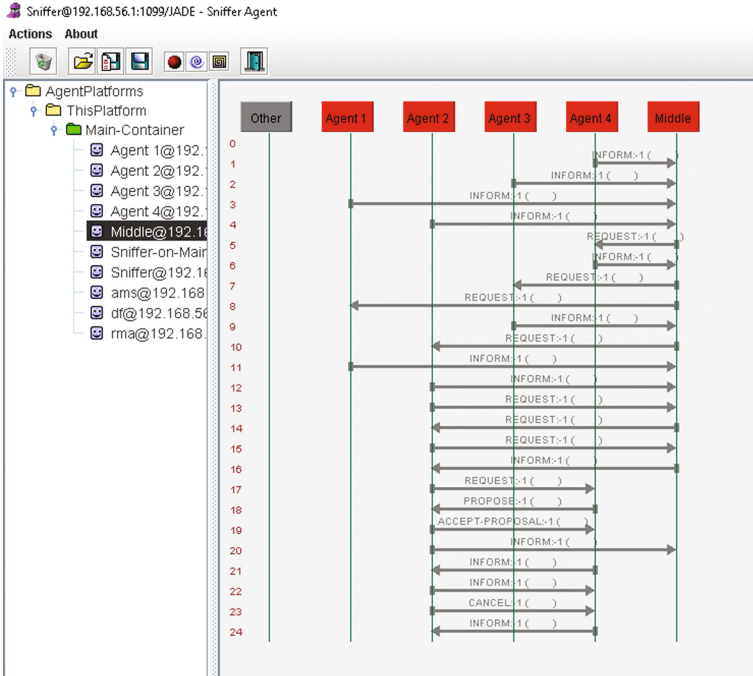 Sniffer@192.168.56.1:1099/JADE - Sniffer Agent
Actions About
AgentPlatforms
ThisPlatform
Main-Container
Agent 1@192.
Agent 2@192.
Agent 3@192.
Agent 4@192.
Middle@192.16
Sniffer-on-Main
Sniffer@192.16
ams@192.168
df@192.168.56
rma@192.168.
Other Agent 1 Agent 2 Agent 3 Agent 4 Middle
0
1 INFORM:-1 ( )
2 INFORM:-1 ( )
3 INFORM:-1 ( )
4 INFORM:-1 ( )
5 REQUEST:-1 ( )
6 INFORM:-1 ( )
7 REQUEST:-1 ( )
8 REQUEST:-1 ( )
9 INFORM:-1 ( )
10 REQUEST:-1 ( )
11 INFORM:-1 ( )
12 INFORM:-1 ( )
13 REQUEST:-1 ( )
14 REQUEST:-1 ( )
15 REQUEST:-1 ( )
16 INFORM:-1 ( )
17 REQUEST:-1 ( )
18 PROPOSE:-1 ( )
19 ACCEPT-PROPOSAL:-1 ( )
20 INFORM:-1 ( )
21 INFORM:-1 ( )
22 INFORM:-1 ( )
23 CANCEL:-1 ( )
24 INFORM:-1 ( )